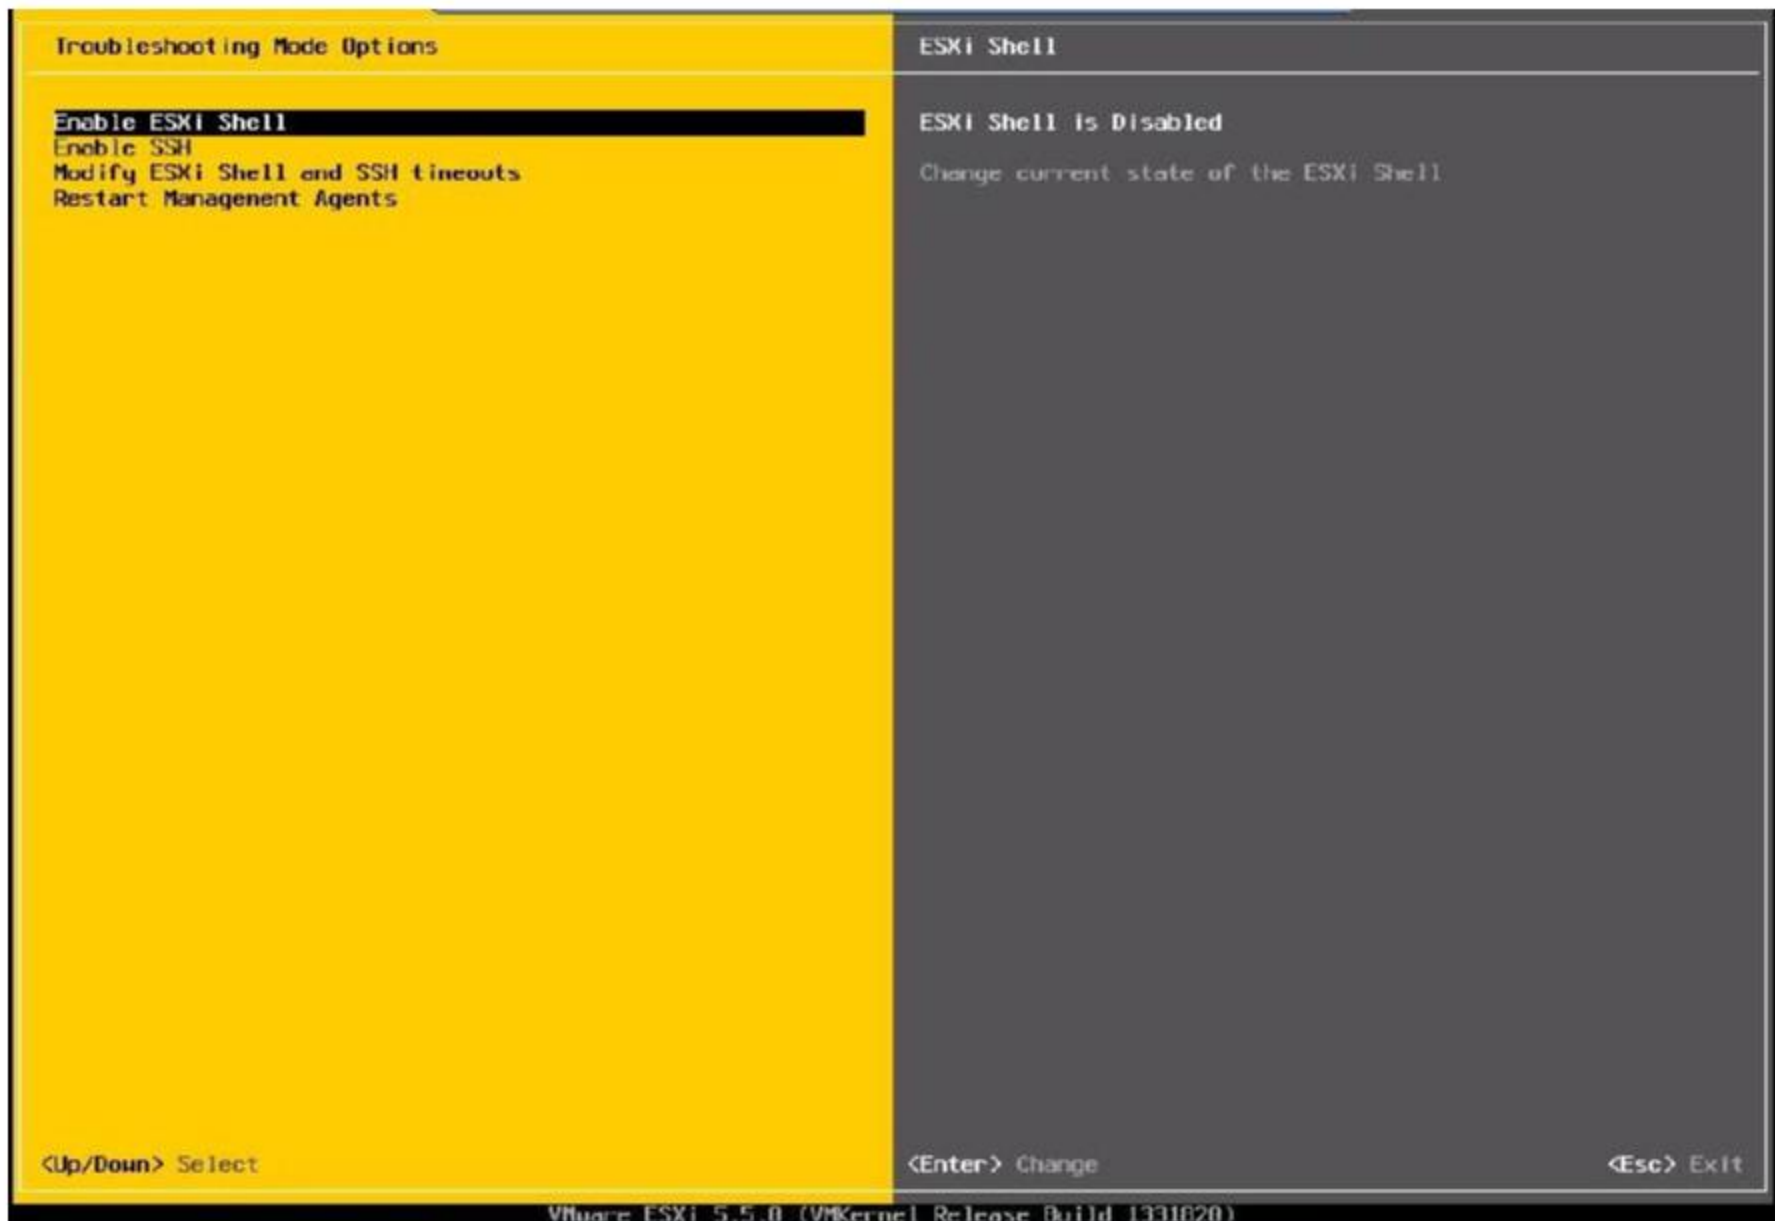 Troubleshooting Mode Options
Enable ESXi Shell
Enable SSH
Modify ESXi Shell and SSH timeouts
Restart Management Agents
<Up/Down> Select
ESXi Shell
ESXi Shell is Disabled
Change current state of the ESXi Shell
<Enter> Change
<Esc> Exit
VMware ESXi 5.5.0 (VMKernel Release Build 1331820)